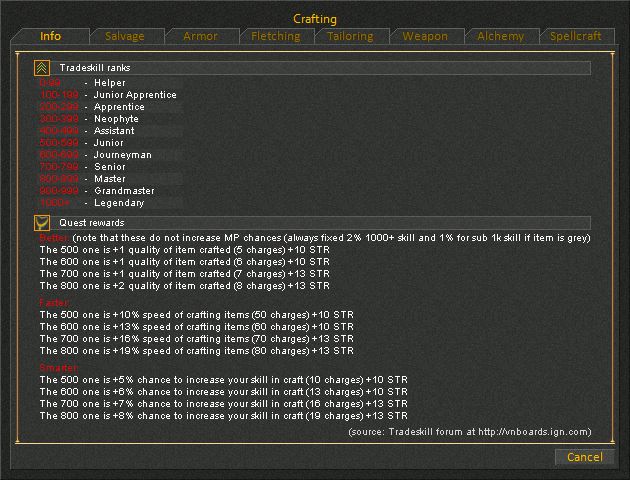 Crafting
Info Salvage Armor Fletching Tailoring Weapon Alchemy Spellcraft
Tradeskill ranks
0-99 - Helper
100-199 - Junior Apprentice
200-299 - Apprentice
300-399 - Neophyte
400-499 - Assistant
500-599 - Junior
600-699 - Journeyman
700-799 - Senior
800-899 - Master
900-999 - Grandmaster
1000+ - Legendary
Quest rewards
Better: (note that these do not increase MP chances (always fixed 2% 1000+ skill and 1% for sub 1k skill if item is grey)
The 500 one is +1 quality of item crafted (5 charges) +10 STR
The 600 one is +1 quality of item crafted (6 charges) +10 STR
The 700 one is +1 quality of item crafted (7 charges) +13 STR
The 800 one is +2 quality of item crafted (8 charges) +13 STR
Faster:
The 500 one is +10% speed of crafting items (50 charges) +10 STR
The 600 one is +13% speed of crafting items (60 charges) +10 STR
The 700 one is +16% speed of crafting items (70 charges) +13 STR
The 800 one is +19% speed of crafting items (80 charges) +13 STR
Smarter:
The 500 one is +5% chance to increase your skill in craft (10 charges) +10 STR
The 600 one is +6% chance to increase your skill in craft (13 charges) +10 STR
The 700 one is +7% chance to increase your skill in craft (16 charges) +13 STR
The 800 one is +8% chance to increase your skill in craft (19 charges) +13 STR
(source: Tradeskill forum at http://vnboards.ign.com)
Cancel